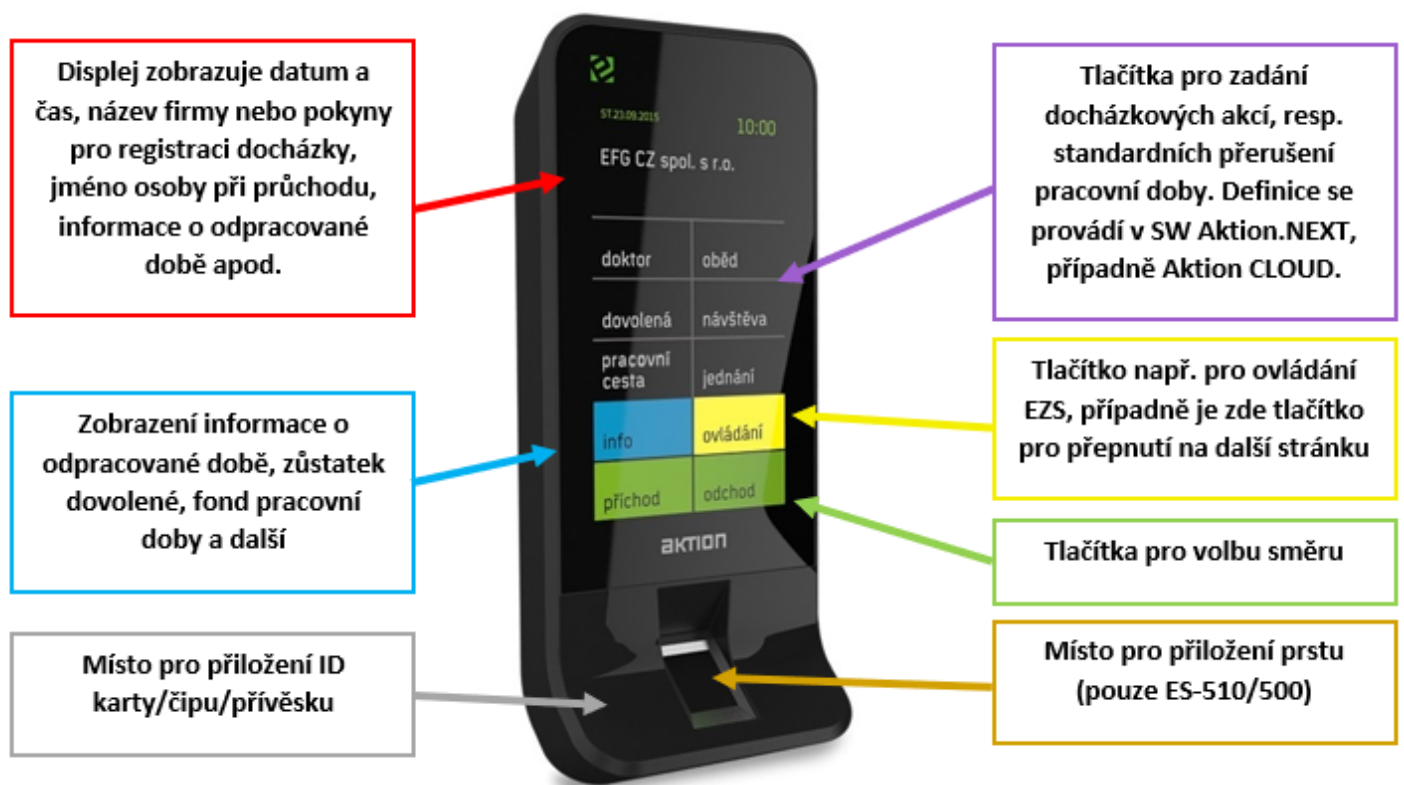 Displej zobrazuje datum a
čas, název firmy nebo pokyny
pro registraci docházky,
jméno osoby při průchodu,
informace o odpracované
době apod.
Zobrazení informace o
odpracované době, zůstatek
dovolené, fond pracovní
doby a další
Místo pro přiložení ID
karty/čipu/přívěsku
ST.23.09.2015
10:00
EFG CZ spol. s r.o.
doktor
oběd
dovolená
návštěva
pracovní
cesta
jednání
info
ovládání
příchod
odchod
aktion
Tlačítka pro zadání
docházkových akcí, resp.
standardních přerušení
pracovní doby. Definice se
provádí v SW Aktion.NEXT,
případně Aktion CLOUD.
Tlačítko např. pro ovládání
EZS, případně je zde tlačítko
pro přepnutí na další stránku
Tlačítka pro volbu směru
Místo pro přiložení prstu
(pouze ES-510/500)